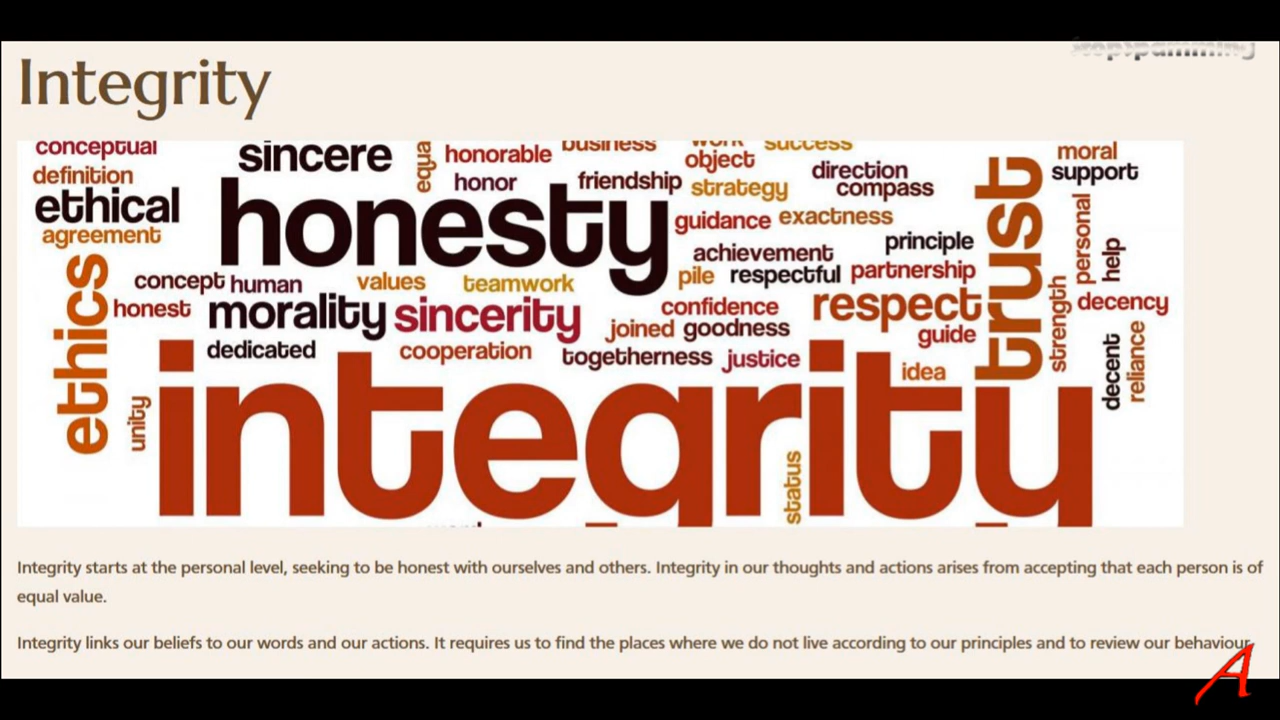 Integrity
conceptual
sincere
honorable
business
success
moral
definition
honor
friendship
object
strategy
direction
compass
support
ethical
honesty
guidance
exactness
trust
personal
agreement
achievement
principle
help
ethics
concept
human
values
teamwork
pile
respectful
partnership
honest
morality
sincerity
confidence
respect
strength
decency
joined
goodness
guide
dedicated
cooperation
togetherness
justice
idea
decent
reliance
unity
integrity
status
Integrity starts at the personal level, seeking to be honest with ourselves and others. Integrity in our thoughts and actions arises from accepting that each person is of
equal value.
Integrity links our beliefs to our words and our actions. It requires us to find the places where we do not live according to our principles and to review our behaviour
A